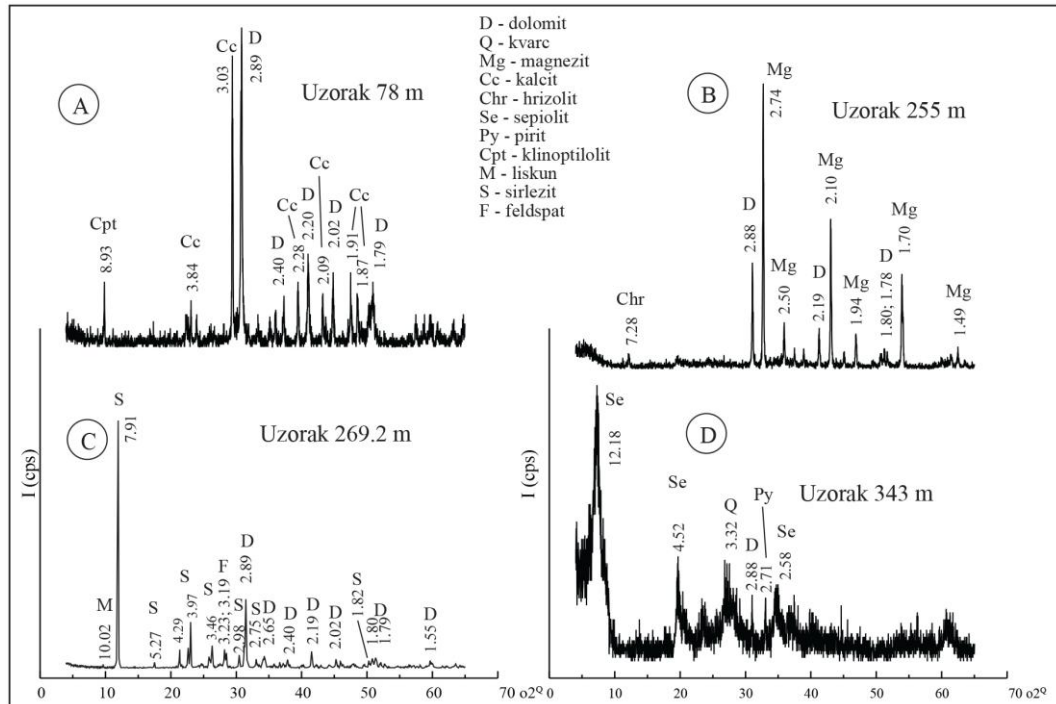 D - dolomit
Q - kvarc
Mg - magnezit
Cc - kalcit
Chr - hrizolit
Se - sepiolit
Py - pirit
Cpt - klinoptilolit
M - liskun
S - sirlezit
F - feldspat
A
Uzorak 78 m
Cpt
8.93
Cc
3.84
Cc
3.03
D
2.89
D
2.40
Cc
2.28
D
2.20
Cc
2.09
D
2.02
Cc
1.91
1.87
D
1.79
B
Uzorak 255 m
Chr
7.28
D
2.88
Mg
2.74
Mg
2.50
D
2.19
Mg
2.10
Mg
1.94
D
1.80; 1.78
Mg
1.70
Mg
1.49
C
Uzorak 269.2 m
I (cps)
M
10.02
S
7.91
S
5.27
4.29
S
3.97
S
3.46
F
3.23; 3.19
S
2.98
D
2.89
S
2.75
D
2.65
D
2.40
D
2.19
D
2.02
S
1.82
1.80
D
1.79
D
1.55
0 10 20 30 40 50 60 70 o2θ
D
Uzorak 343 m
I (cps)
Se
12.18
Se
4.52
Q
3.32
D
2.88
Py
2.71
Se
2.58
0 10 20 30 40 50 60 70 o2θ